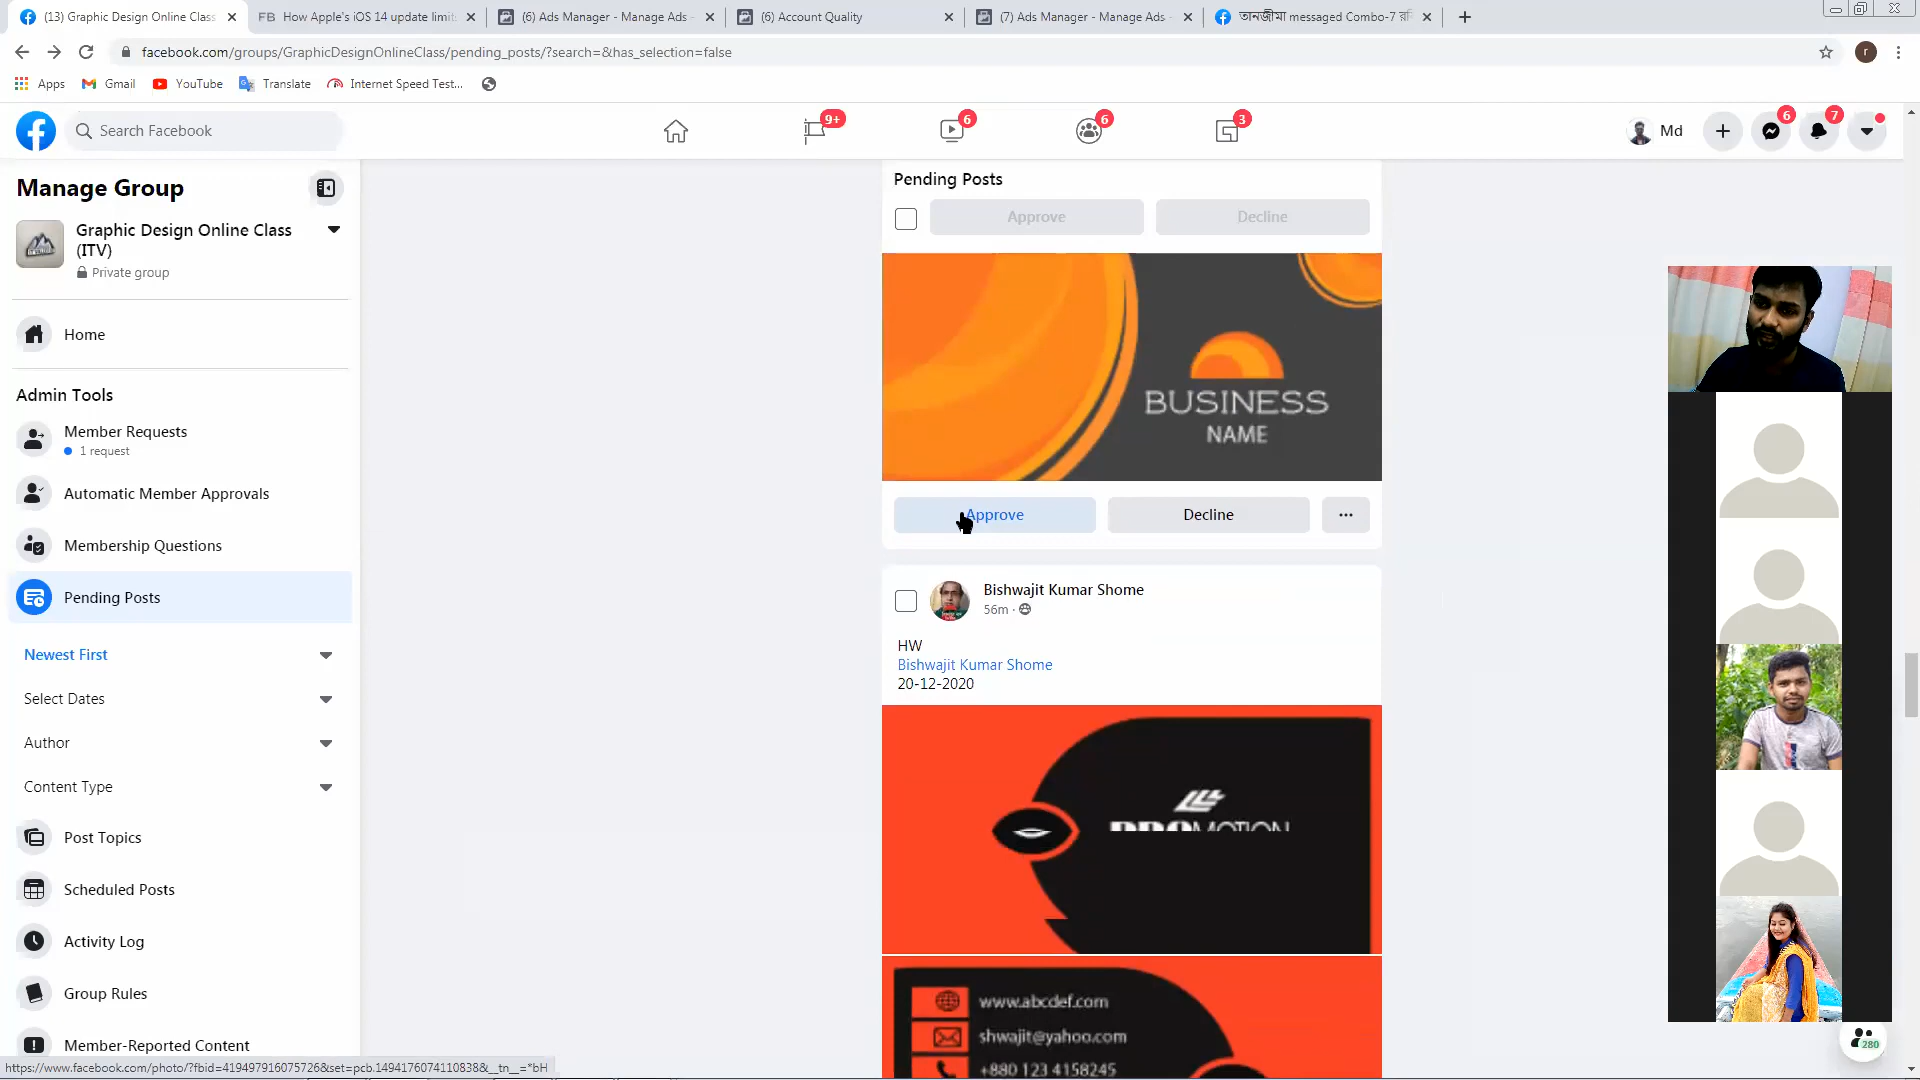 (13) Graphic Design Online Class
FB How Apple's iOS 14 update limit
(6) Ads Manager - Manage Ads -
(6) Account Quality
(7) Ads Manager - Manage Ads -
তানজীমা messaged Combo-7 রনি
facebook.com/groups/GraphicDesignOnlineClass/pending_posts/?search=&has_selection=false
r
Apps
Gmail
YouTube
Translate
Internet Speed Test...
Search Facebook
9+
6
6
3
Md
6
7
Manage Group
Graphic Design Online Class
(ITV)
Private group
Home
Admin Tools
Member Requests
1 request
Automatic Member Approvals
Membership Questions
Pending Posts
Newest First
Select Dates
Author
Content Type
Post Topics
Scheduled Posts
Activity Log
Group Rules
Member-Reported Content
https://www.facebook.com/photo/?fbid=419497916075726&set=pcb.1494176074110838&__tn__=*bH
Pending Posts
Approve
Decline
BUSINESS
NAME
Approve
Decline
...
Bishwajit Kumar Shome
56m
HW
Bishwajit Kumar Shome
20-12-2020
PROMOTION
www.abcdef.com
shwajit@yahoo.com
+880 123 4158245
280